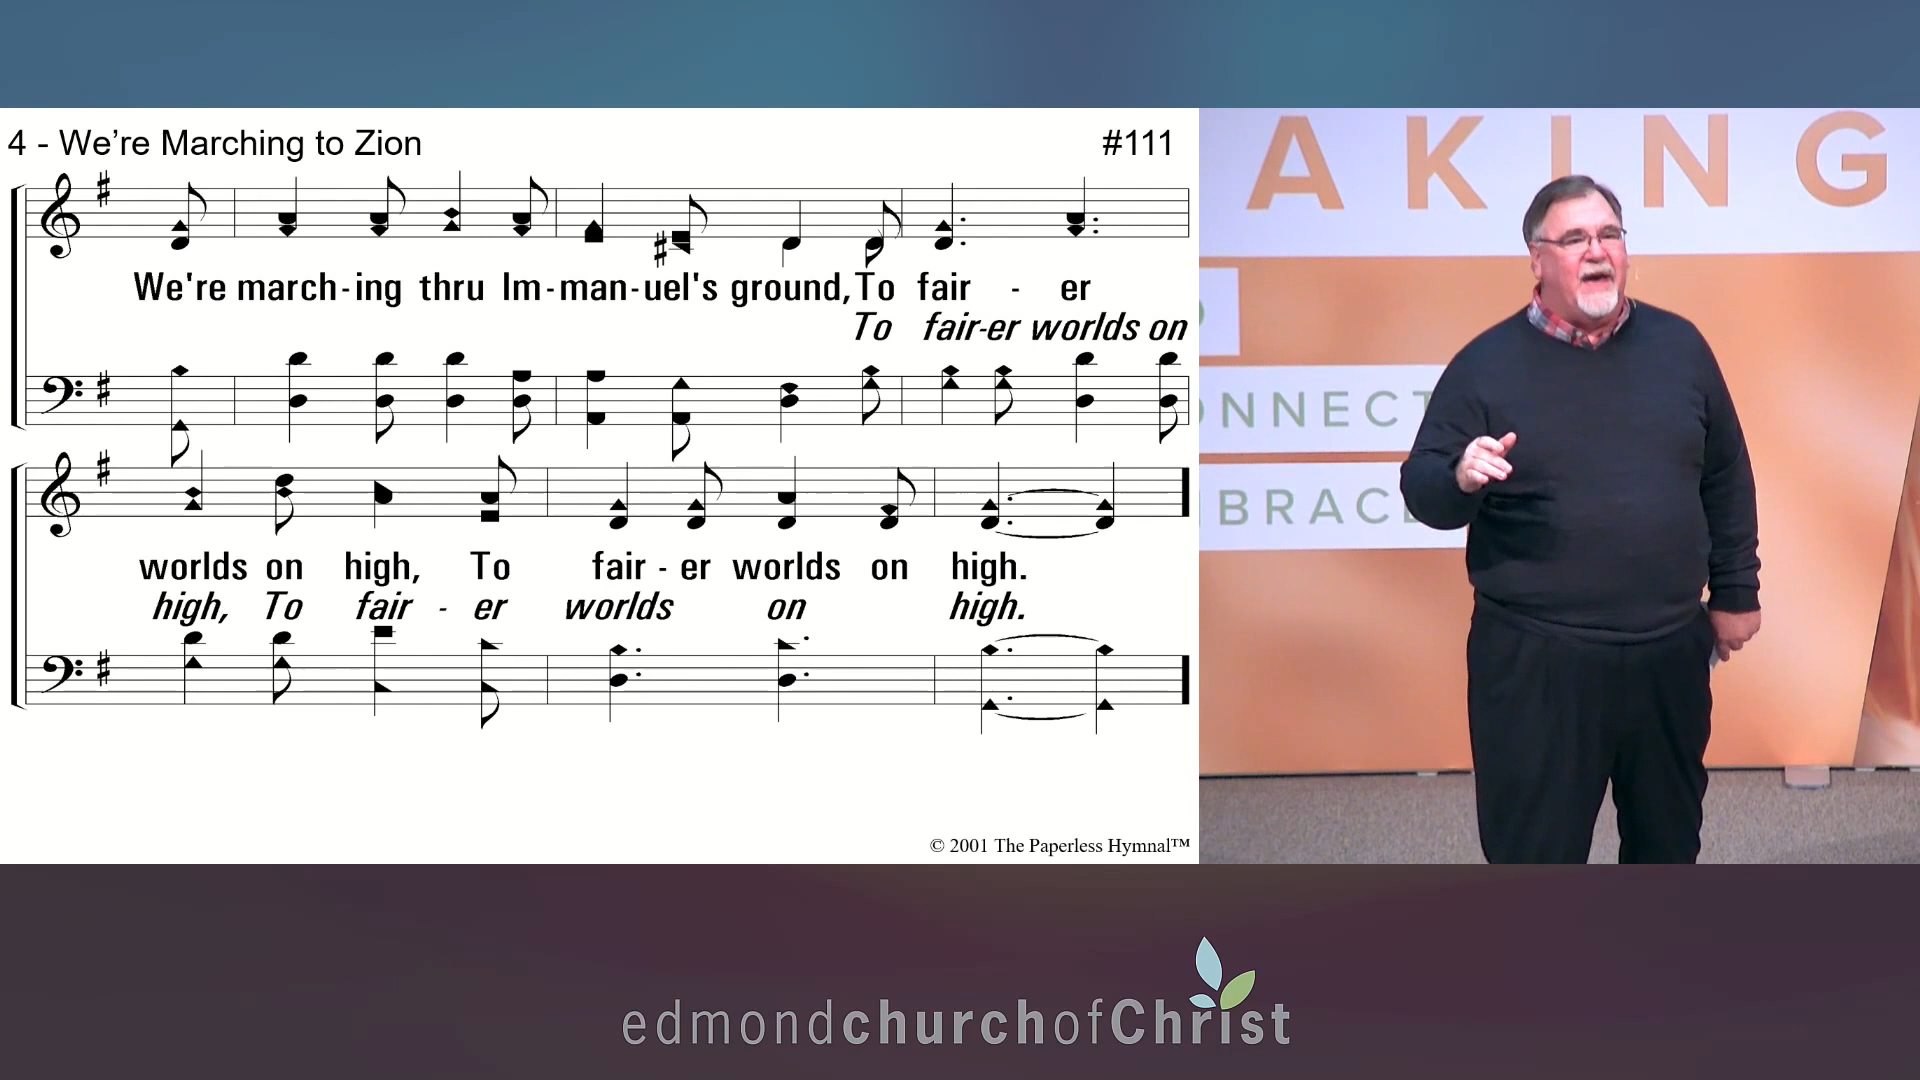 4 - We’re Marching to Zion
#111
We're march-ing thru Im-man-uel's ground, To fair - er
To fair-er worlds on
worlds on high, To fair - er worlds on high.
high, To fair - er worlds on high.
© 2001 The Paperless Hymnal™
AKING
ONNECT
BRACE
edmondchurchofChrist